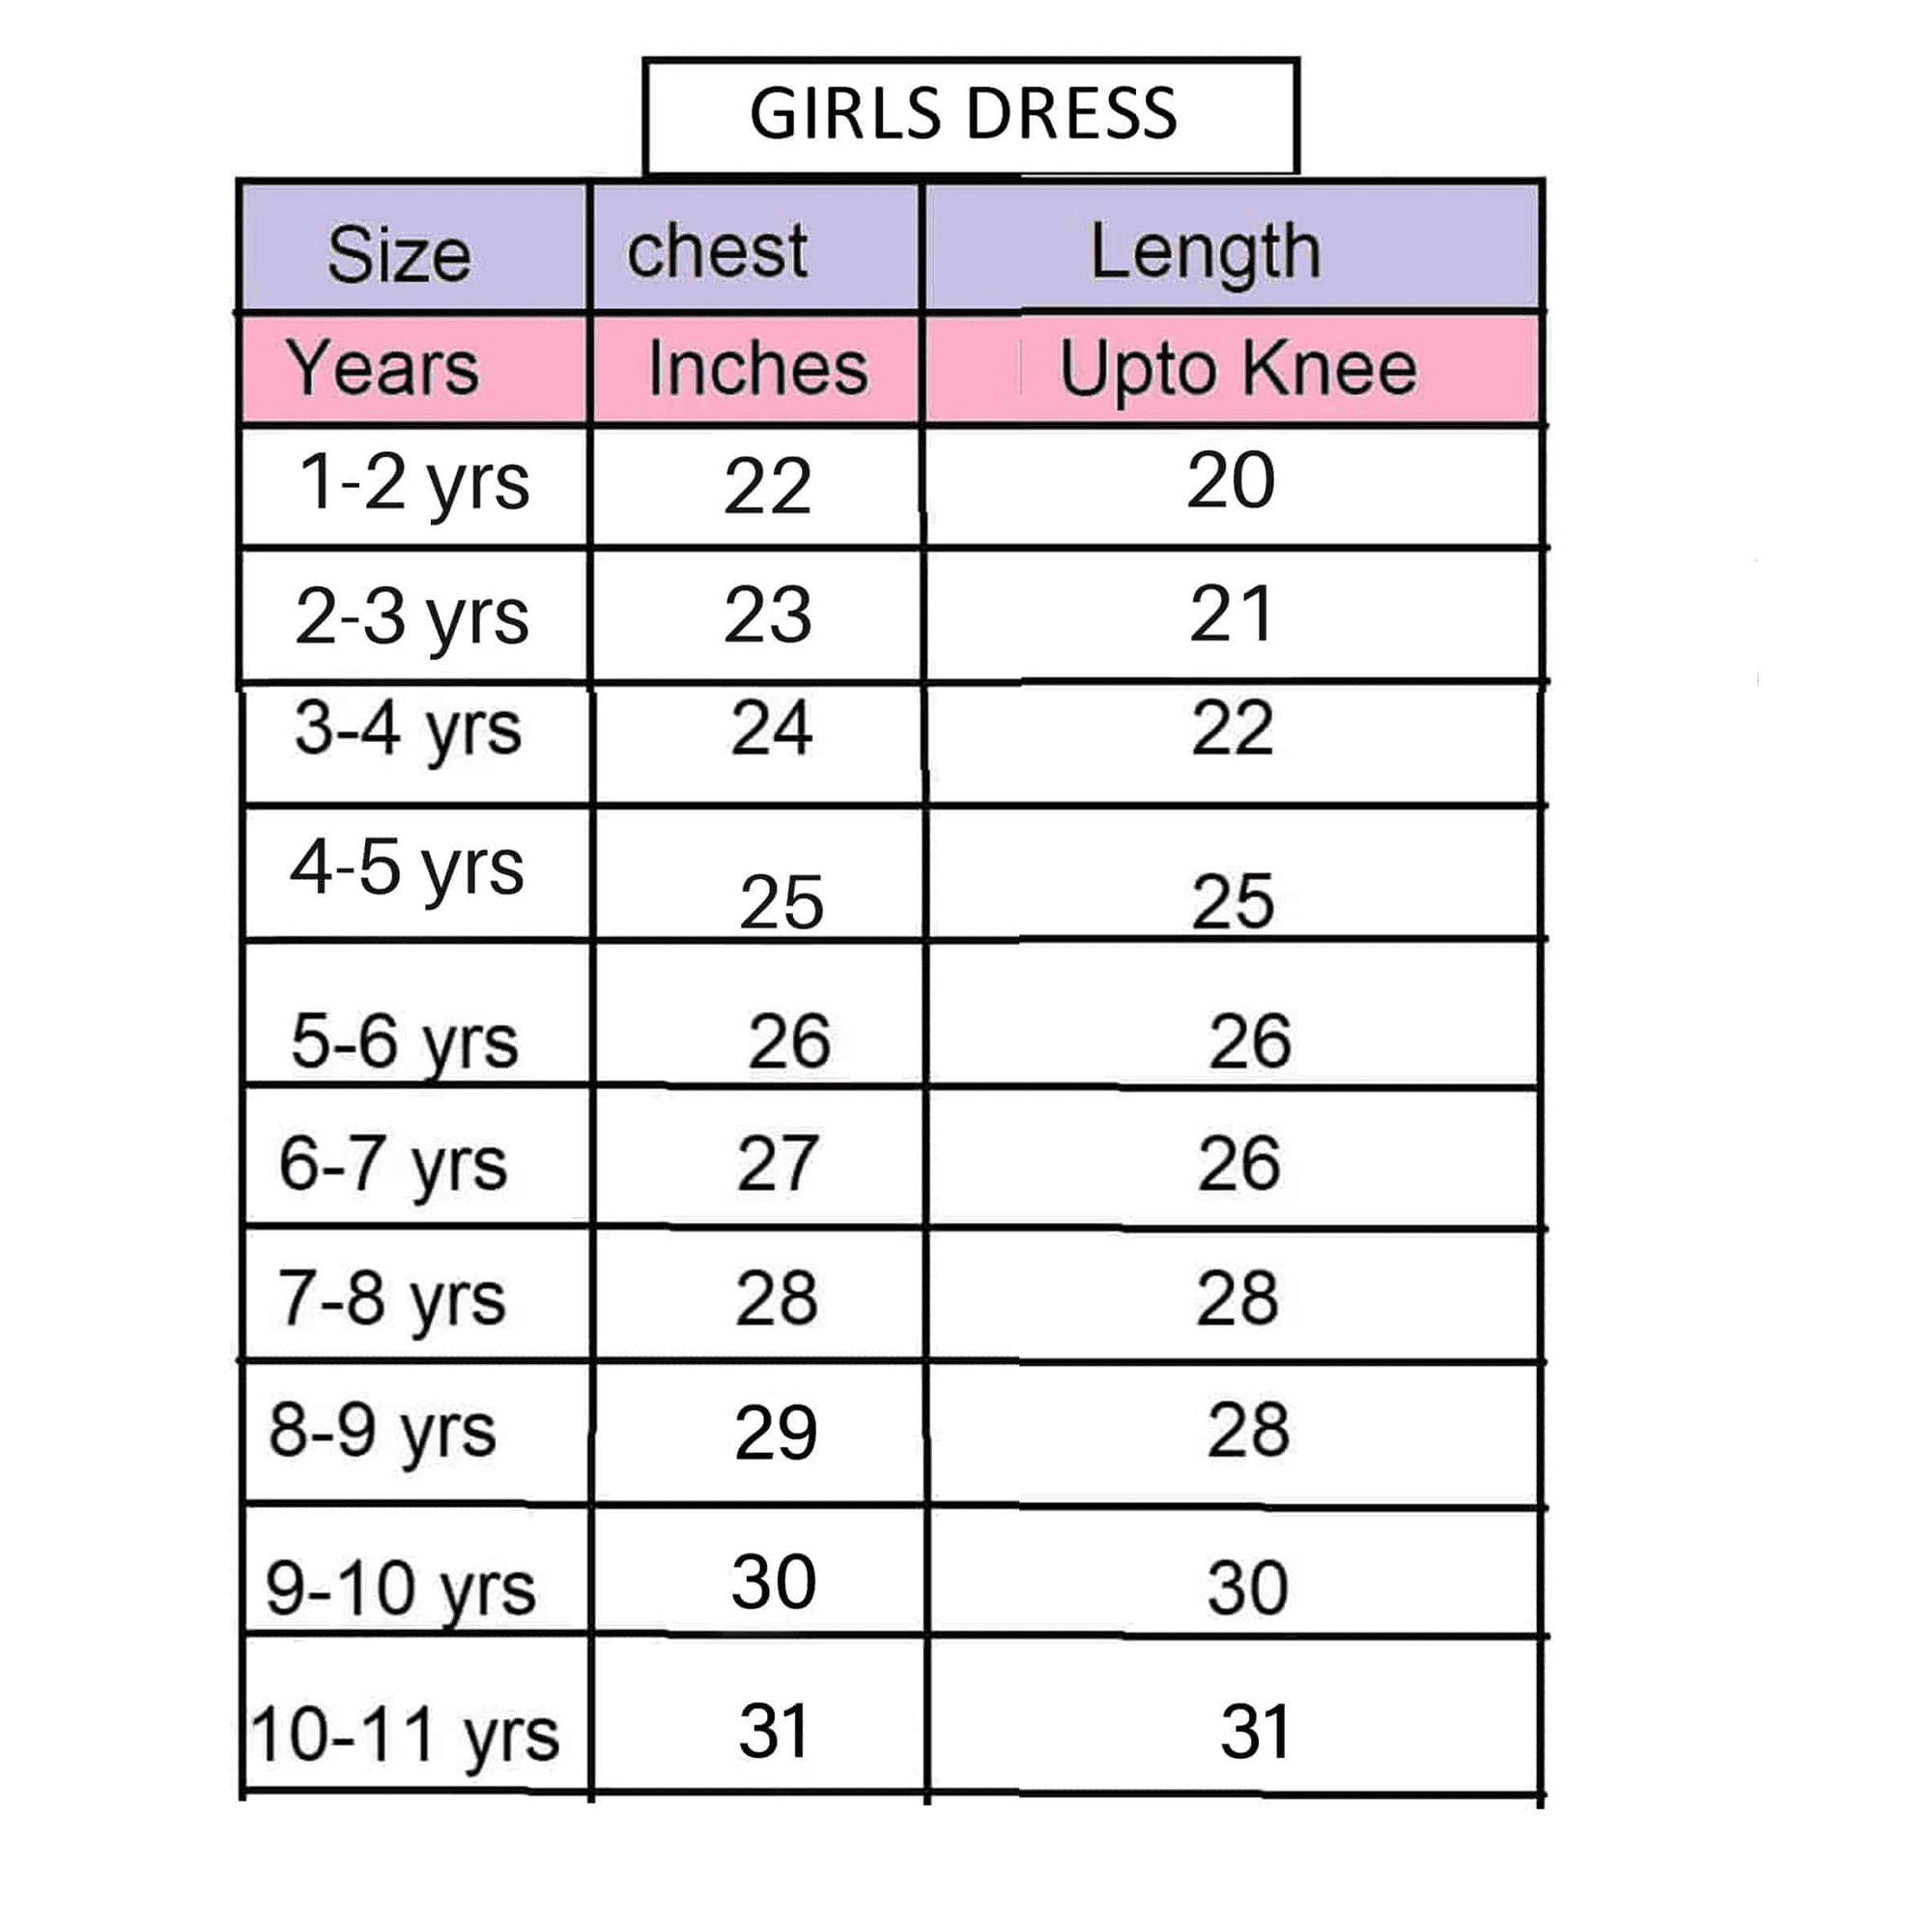 GIRLS DRESS
Size chest Length
Years Inches Upto Knee
1-2 yrs 22 20
2-3 yrs 23 21
3-4 yrs 24 22
4-5 yrs 25 25
5-6 yrs 26 26
6-7 yrs 27 26
7-8 yrs 28 28
8-9 yrs 29 28
9-10 yrs 30 30
10-11 yrs 31 31